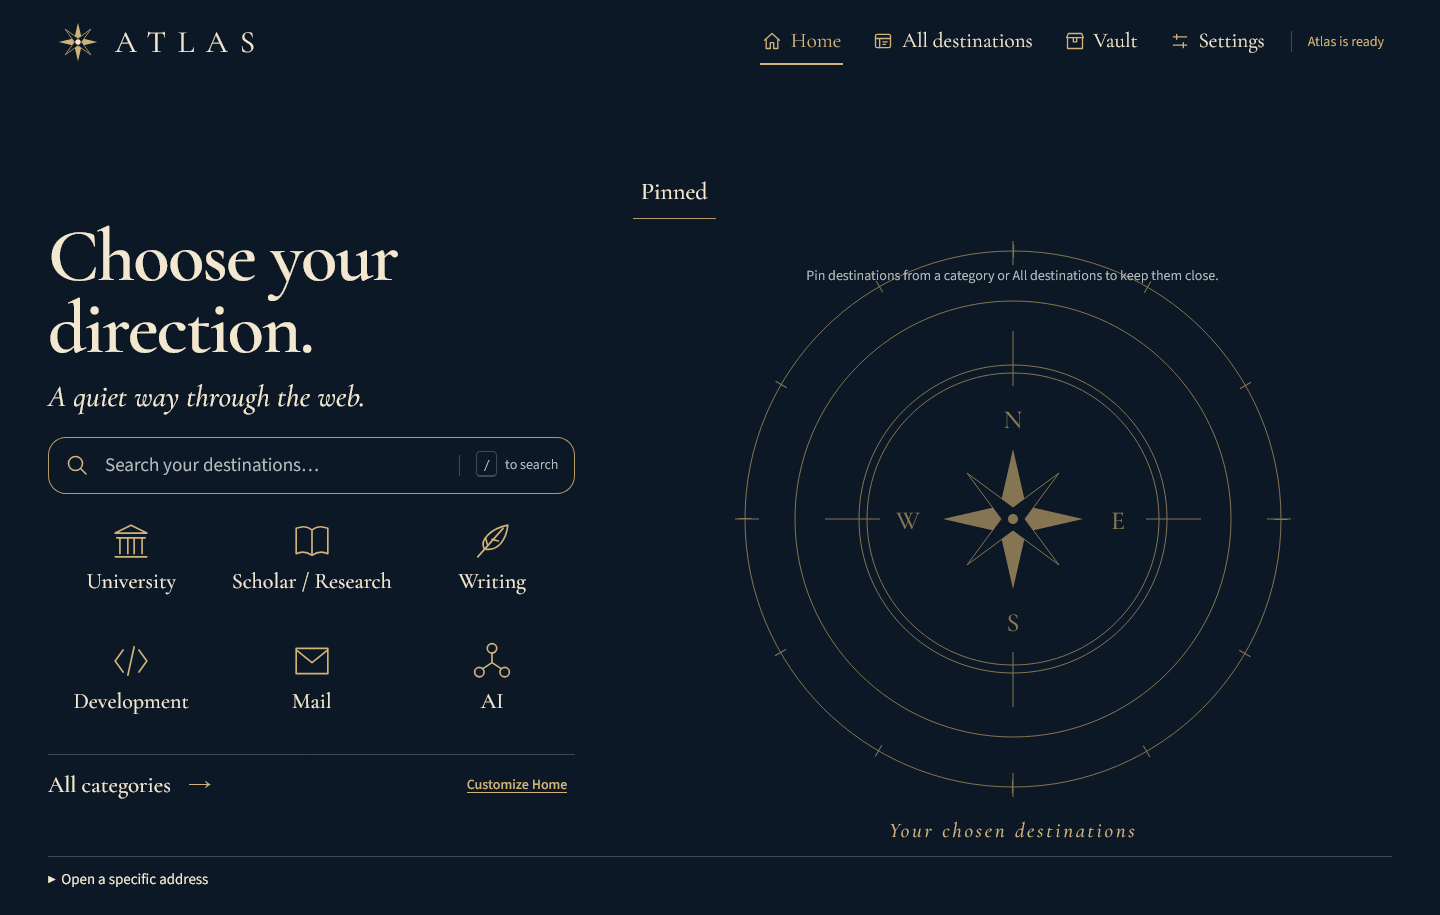 ATLAS
Home
All destinations
Vault
Settings
Atlas is ready
Pinned
Choose your
direction.
A quiet way through the web.
Search your destinations…
/ to search
University
Scholar / Research
Writing
Development
Mail
AI
All categories →
Customize Home
Pin destinations from a category or All destinations to keep them close.
N
W
E
S
Your chosen destinations
▸ Open a specific address